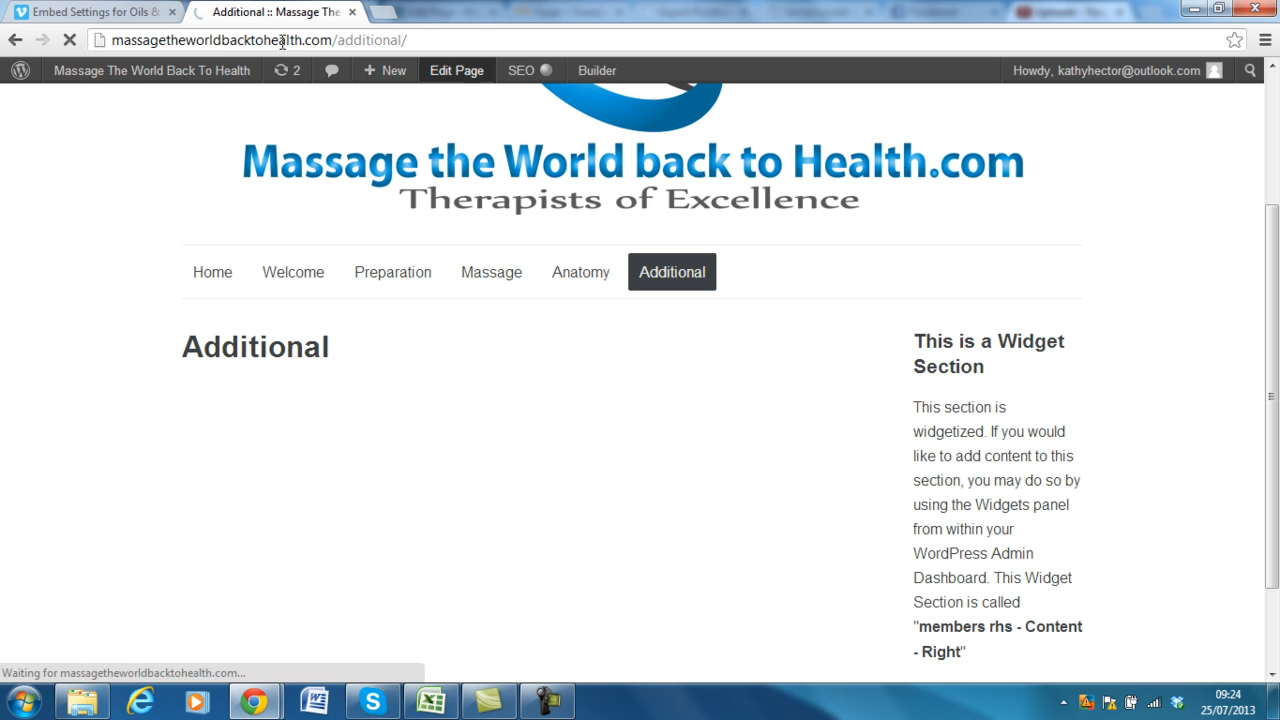 Embed Settings for Oils &
Additional :: Massage The
massagetheworldbacktohealth.com/additional/
Massage The World Back To Health 2 New Edit Page SEO Builder Howdy, kathyhector@outlook.com
Massage the World back to Health.com
Therapists of Excellence
Home Welcome Preparation Massage Anatomy Additional
Additional
This is a Widget
Section
This section is
widgetized. If you would
like to add content to this
section, you may do so by
using the Widgets panel
from within your
WordPress Admin
Dashboard. This Widget
Section is called
"members rhs - Content
- Right"
Waiting for massagetheworldbacktohealth.com...
09:24
25/07/2013